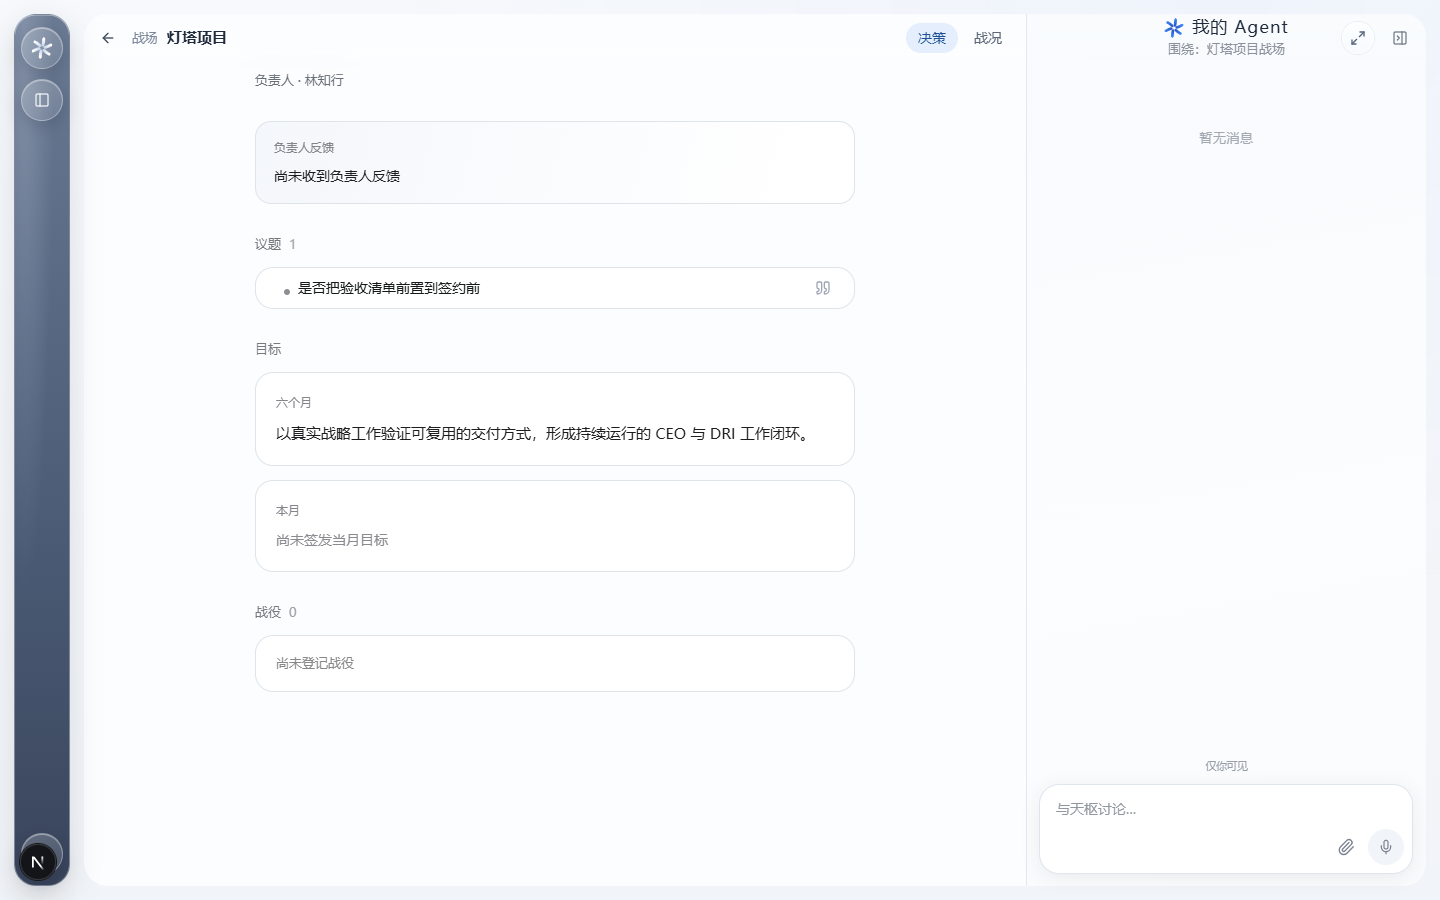 战场 灯塔项目
决策 战况
负责人 · 林知行
负责人反馈
尚未收到负责人反馈
议题 1
是否把验收清单前置到签约前
目标
六个月
以真实战略工作验证可复用的交付方式，形成持续运行的 CEO 与 DRI 工作闭环。
本月
尚未签发当月目标
战役 0
尚未登记战役
我的 Agent
围绕：灯塔项目战场
暂无消息
仅你可见
与天枢讨论...
N